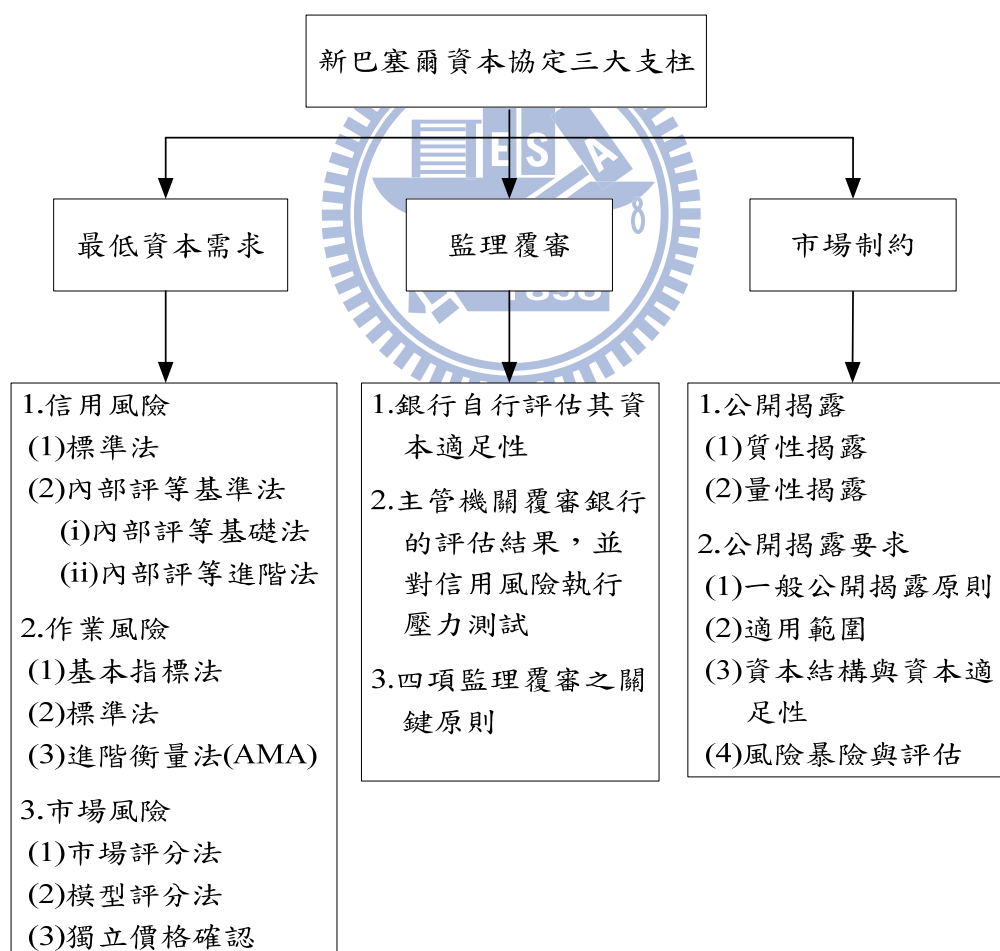 新巴塞爾資本協定三大支柱
E S A
最低資本需求
監理覆審
市場制約
1896
1.信用風險
(1)標準法
(2)內部評等基準法
(i)內部評等基礎法
(ii)內部評等進階法
2.作業風險
(1)基本指標法
(2)標準法
(3)進階衡量法(AMA)
3.市場風險
(1)市場評分法
(2)模型評分法
(3)獨立價格確認
1.銀行自行評估其資
本適足性
2.主管機關覆審銀行
的評估結果，並
對信用風險執行
壓力測試
3.四項監理覆審之關
鍵原則
1.公開揭露
(1)質性揭露
(2)量性揭露
2.公開揭露要求
(1)一般公開揭露原則
(2)適用範圍
(3)資本結構與資本適
足性
(4)風險暴險與評估